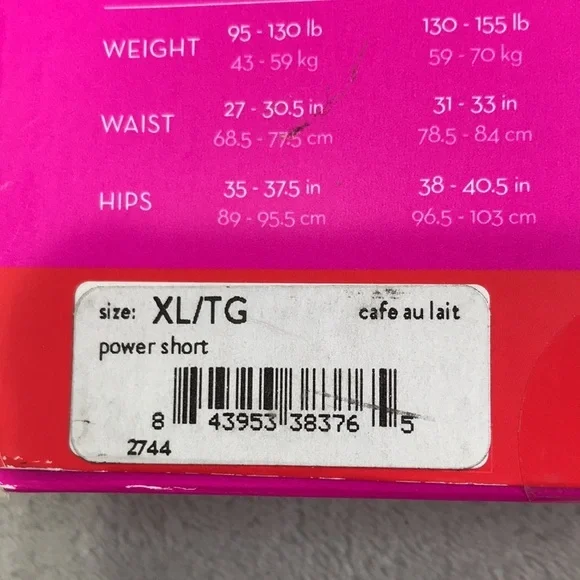 WEIGHT 95 - 130 lb 130 - 155 lb
43 - 59 kg 59 - 70 kg
WAIST 27 - 30.5 in 31 - 33 in
68.5 - 77.5 cm 78.5 - 84 cm
HIPS 35 - 37.5 in 38 - 40.5 in
89 - 95.5 cm 96.5 - 103 cm
size: XL/TG cafe au lait
power short
8 43953 38376 5
2744